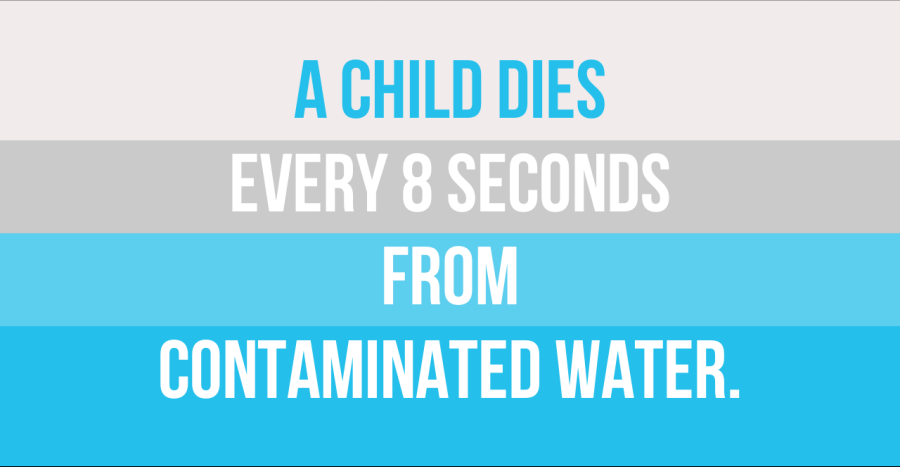 A CHILD DIES
EVERY 8 SECONDS
FROM
CONTAMINATED WATER.